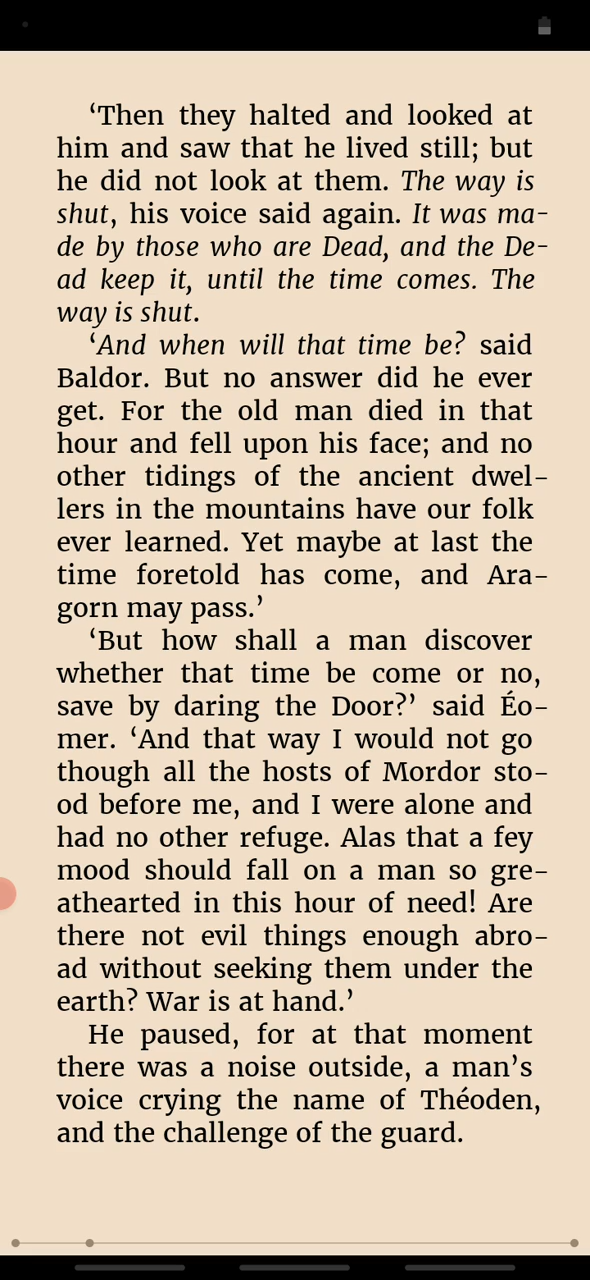 ‘Then they halted and looked at
him and saw that he lived still; but
he did not look at them. The way is
shut, his voice said again. It was ma-
de by those who are Dead, and the De-
ad keep it, until the time comes. The
way is shut.
‘And when will that time be? said
Baldor. But no answer did he ever
get. For the old man died in that
hour and fell upon his face; and no
other tidings of the ancient dwel-
lers in the mountains have our folk
ever learned. Yet maybe at last the
time foretold has come, and Ara-
gorn may pass.’
‘But how shall a man discover
whether that time be come or no,
save by daring the Door?’ said Éo-
mer. ‘And that way I would not go
though all the hosts of Mordor sto-
od before me, and I were alone and
had no other refuge. Alas that a fey
mood should fall on a man so gre-
athearted in this hour of need! Are
there not evil things enough abro-
ad without seeking them under the
earth? War is at hand.’
He paused, for at that moment
there was a noise outside, a man’s
voice crying the name of Théoden,
and the challenge of the guard.